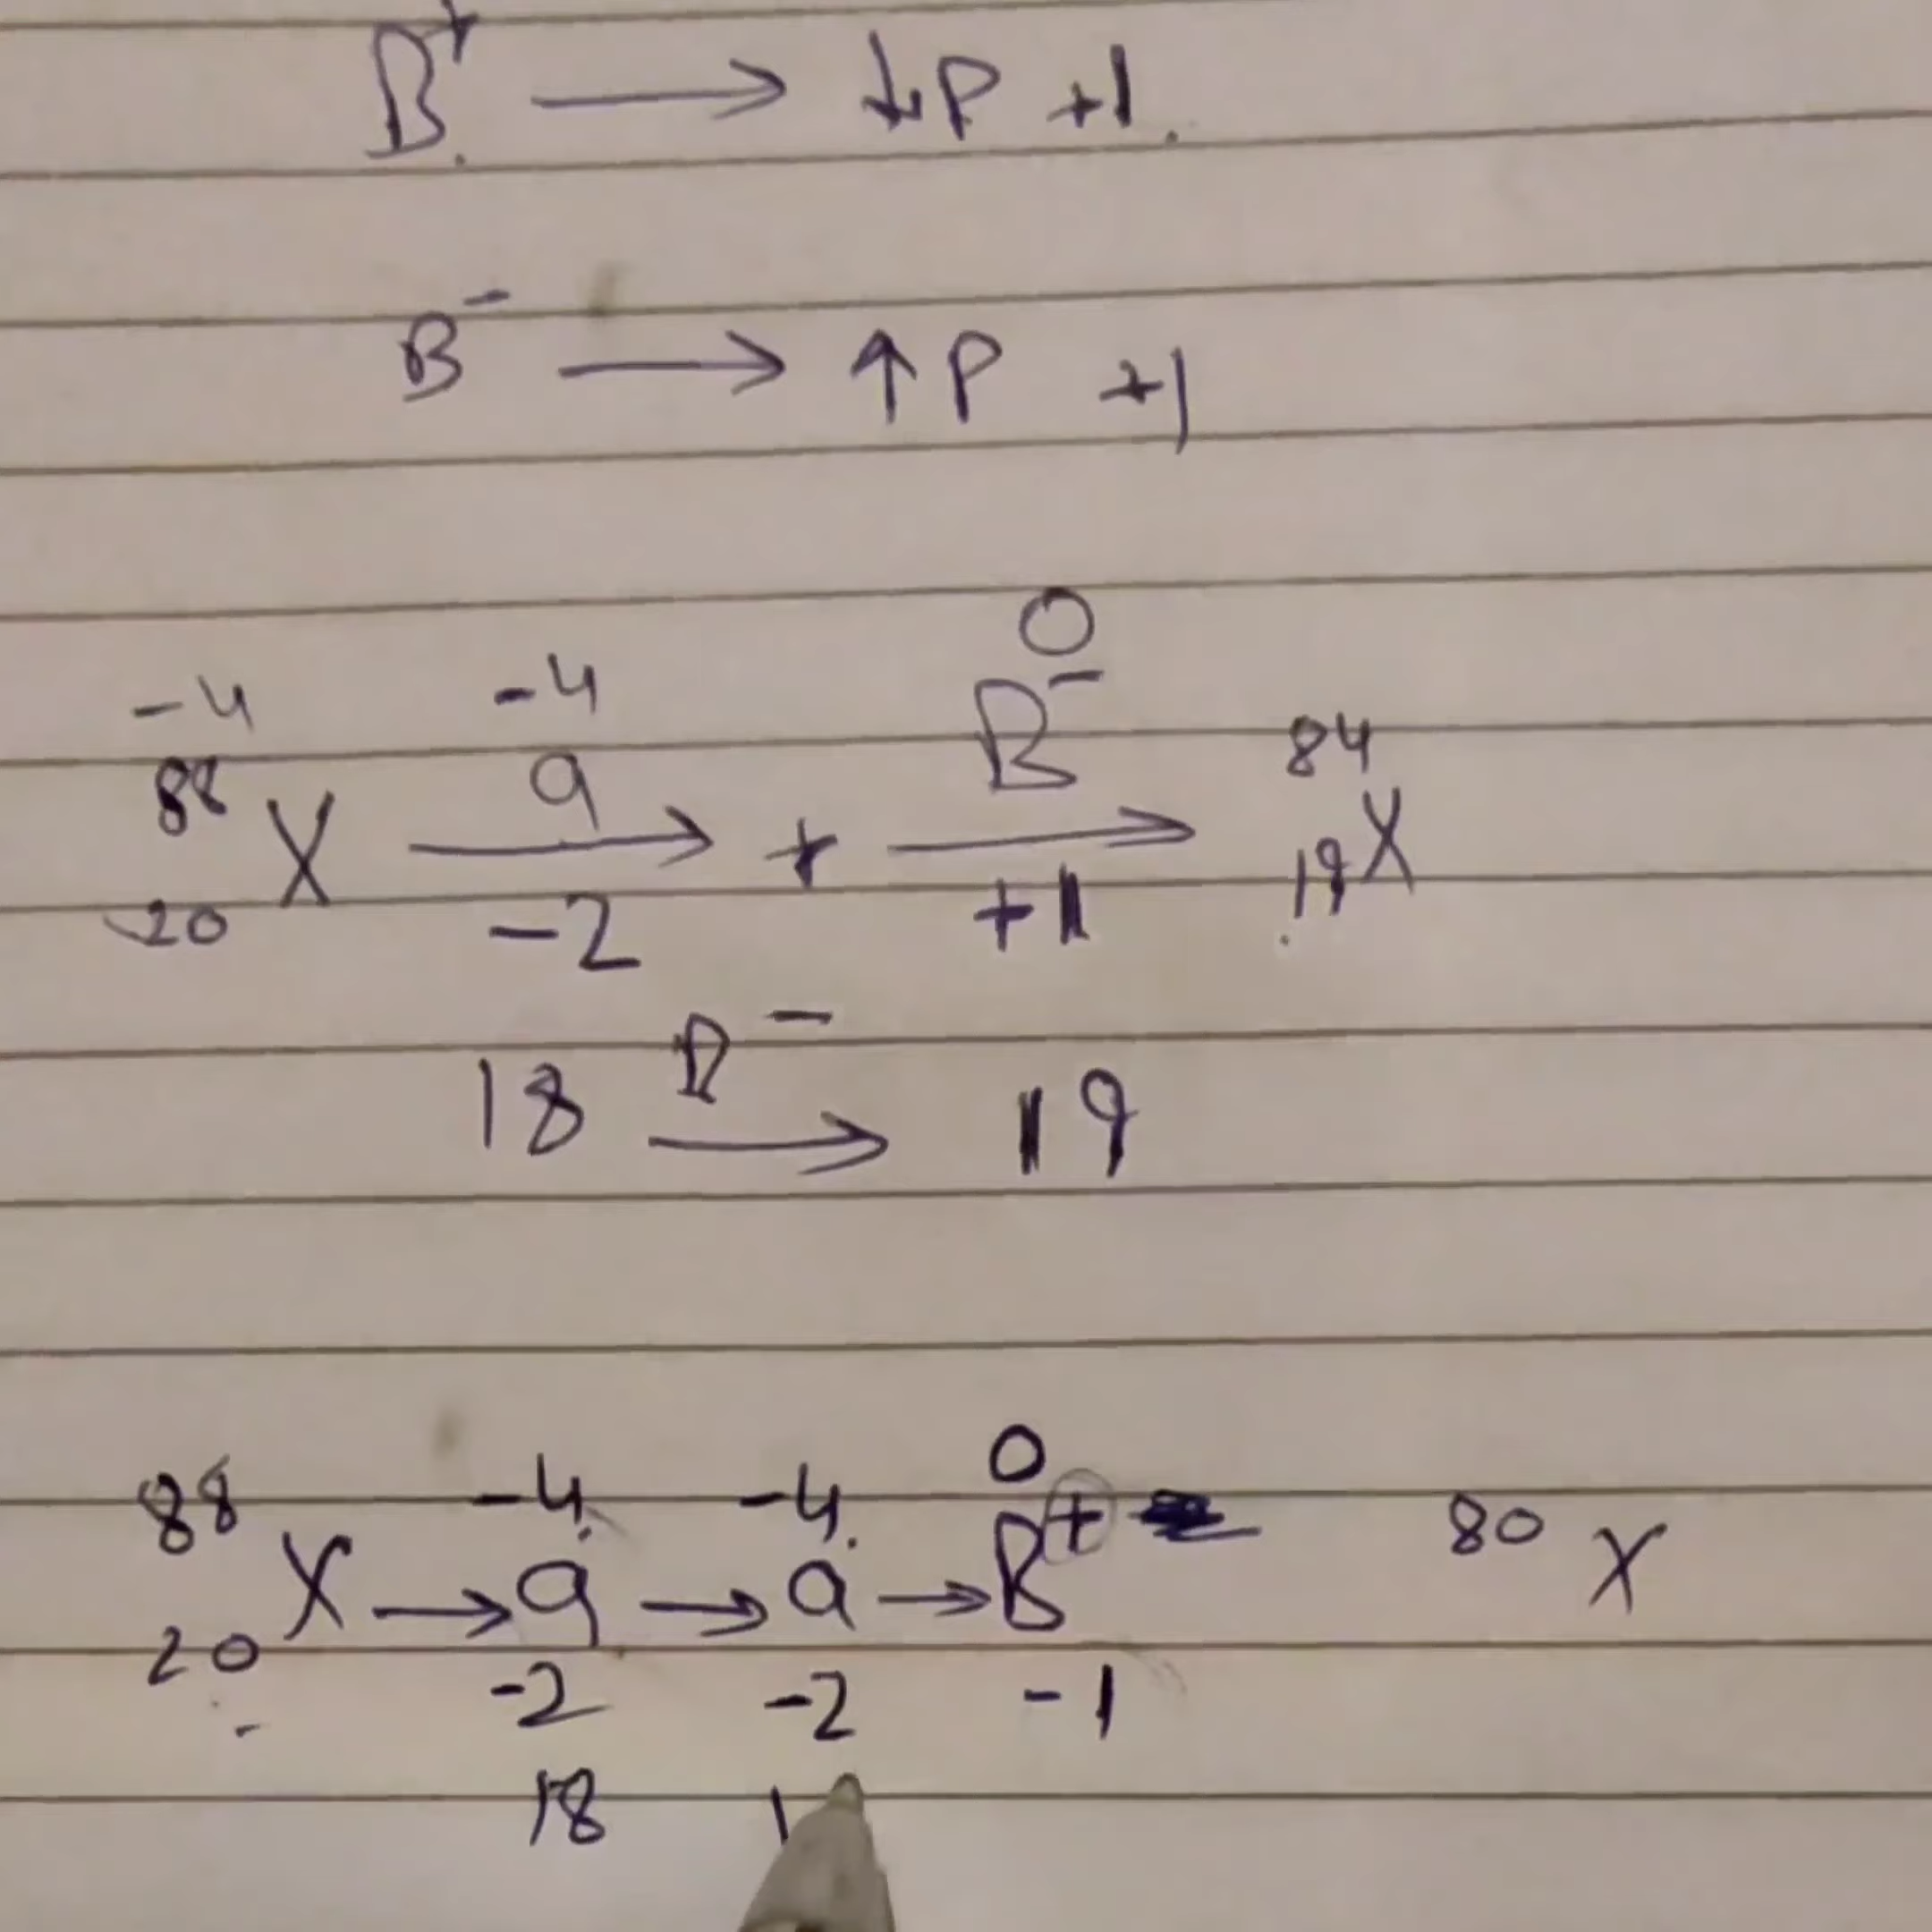 B⁺ → ↓ P +1.
B⁻ → ↑ P +1
-4 -4 0
88 a B⁻ 84
X → + → X
20 -2 +1 19
18 B⁻ → 19
88 -4 -4 0 80
X → a → a → B⁺ X
20 -2 -2 -1
18 1